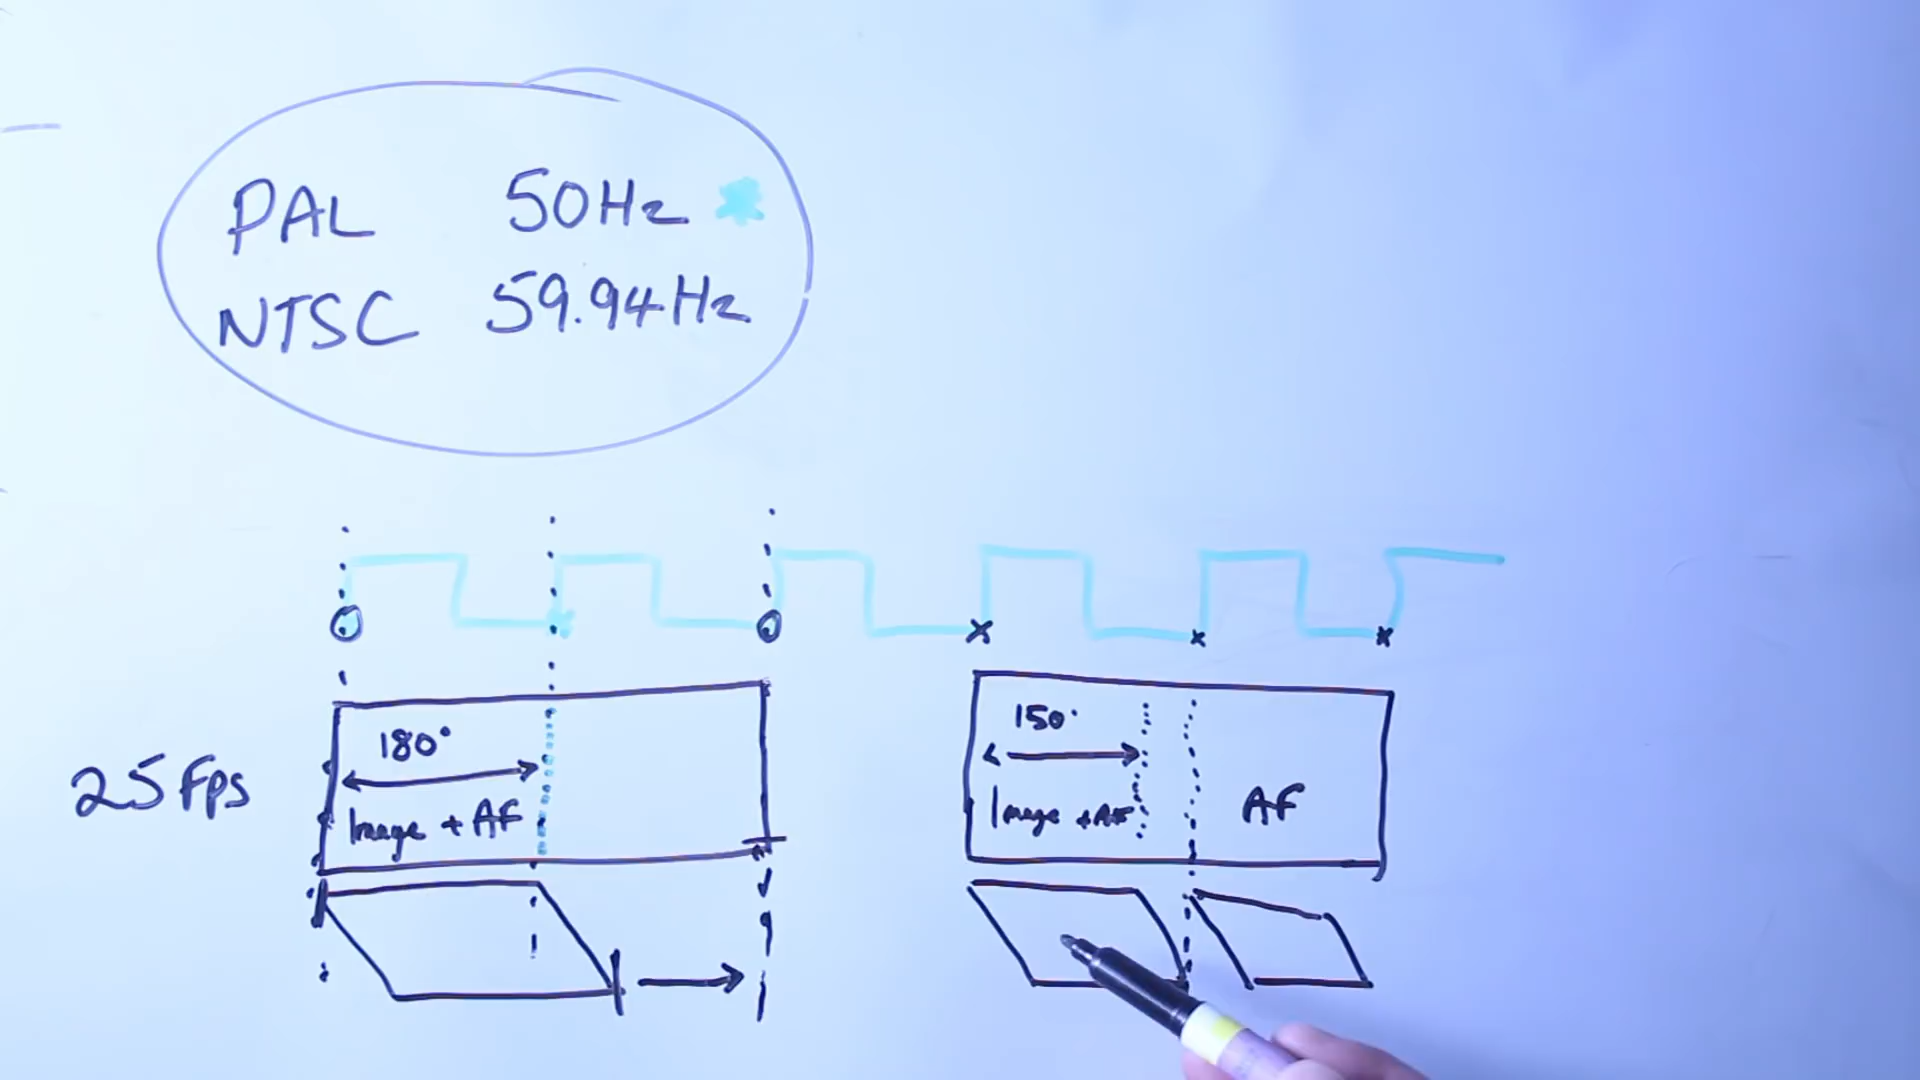 PAL 50Hz
NTSC 59.94Hz
25 Fps
180°
Image + AF
150°
Image + AF
AF